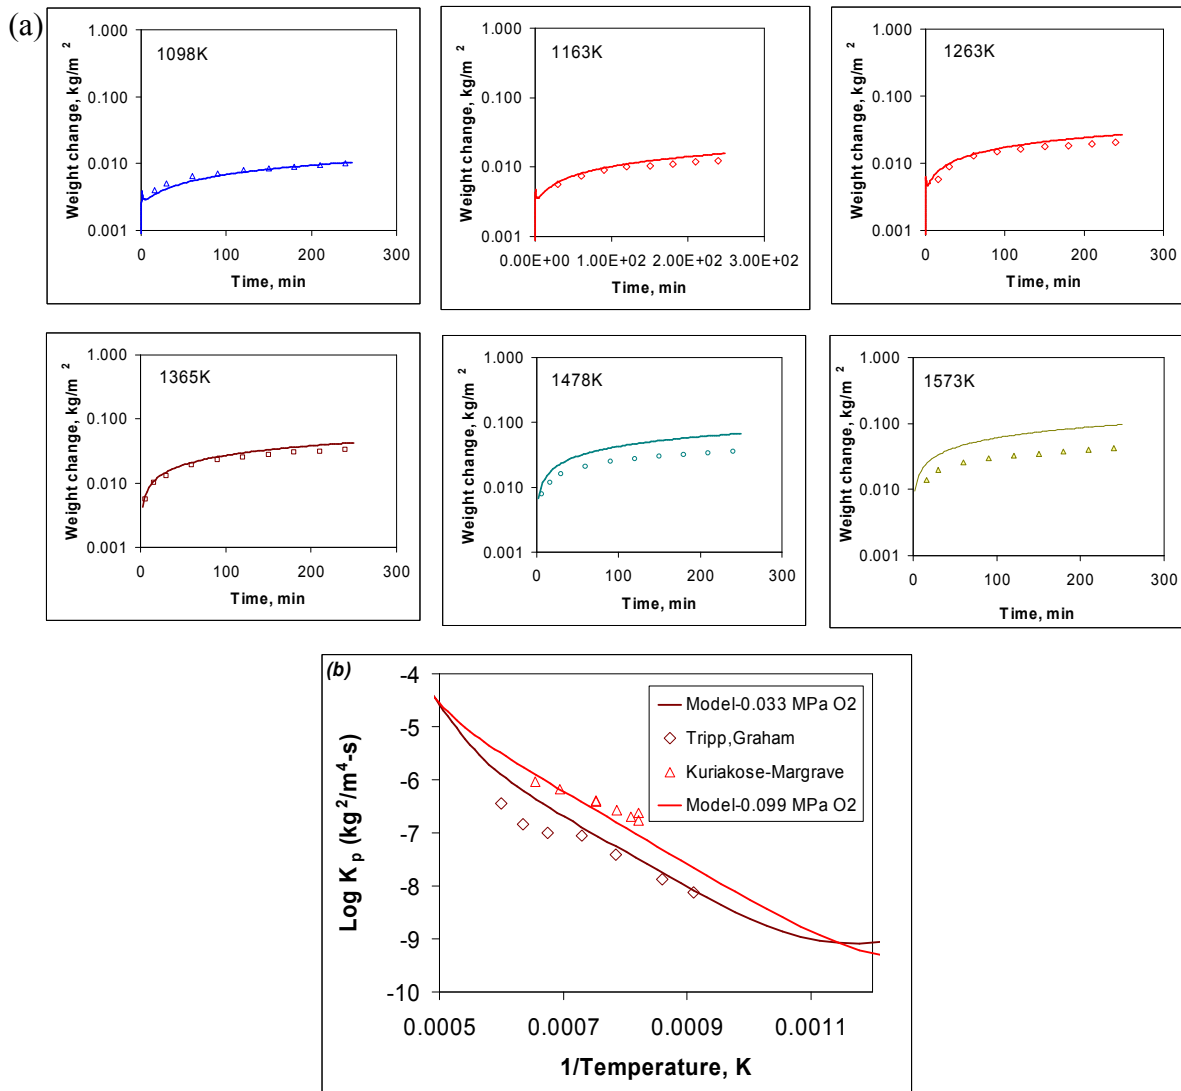 (a)
1.000
0.100
0.010
0.001
Weight change, kg/m 2
1098K
0
100
200
300
Time, min
1.000
0.100
0.010
0.001
Weight change, kg/m 2
1163K
0.00E+00
1.00E+02
2.00E+02
3.00E+02
Time, min
1.000
0.100
0.010
0.001
Weight change, kg/m 2
1263K
0
100
200
300
Time, min
1.000
0.100
0.010
0.001
Weight change, kg/m 2
1365K
0
100
200
300
Time, min
1.000
0.100
0.010
0.001
Weight change, kg/m 2
1478K
0
100
200
300
Time, min
1.000
0.100
0.010
0.001
Weight change, kg/m 2
1573K
0
100
200
300
Time, min
(b)
-4
-5
-6
-7
-8
-9
-10
Log Kp (kg2/m4-s)
Model-0.033 MPa O2
Tripp,Graham
Kuriakose-Margrave
Model-0.099 MPa O2
0.0005
0.0007
0.0009
0.0011
1/Temperature, K